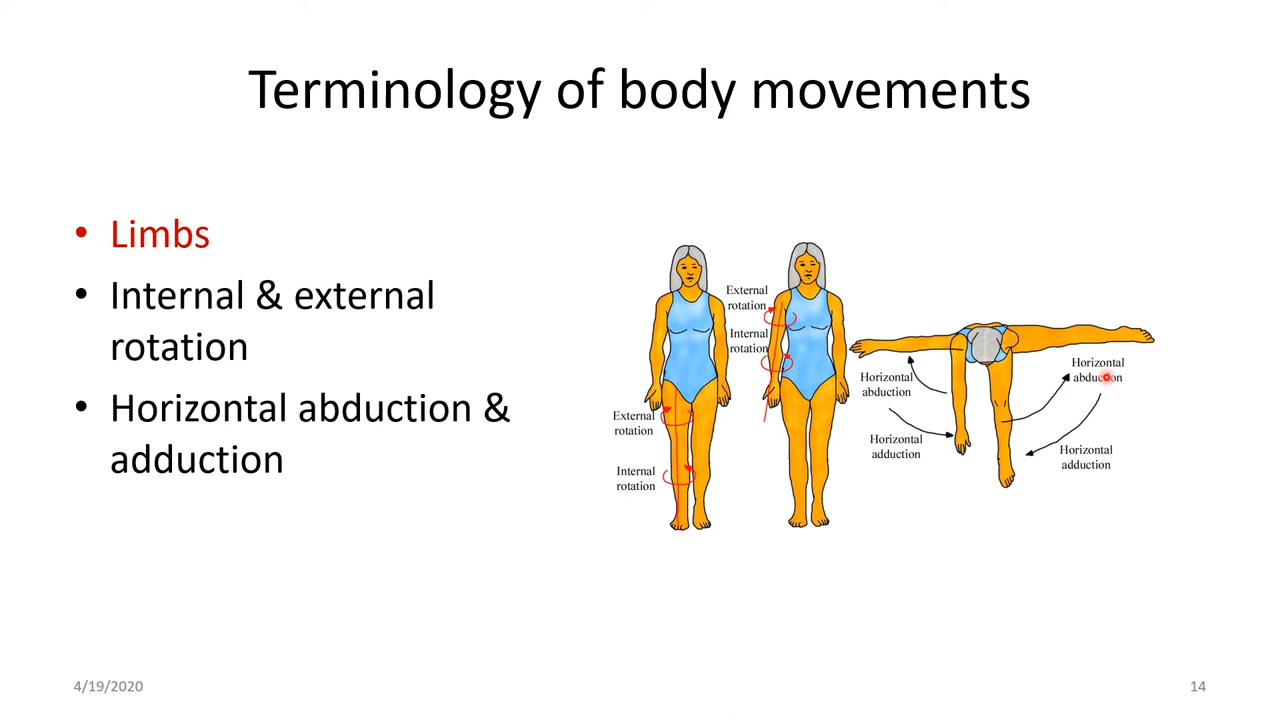 Terminology of body movements
• Limbs
• Internal & external
rotation
• Horizontal abduction &
adduction
External
rotation
Internal
rotation
External
rotation
Internal
rotation
Horizontal
abduction
Horizontal
adduction
Horizontal
abduction
Horizontal
adduction
4/19/2020
14